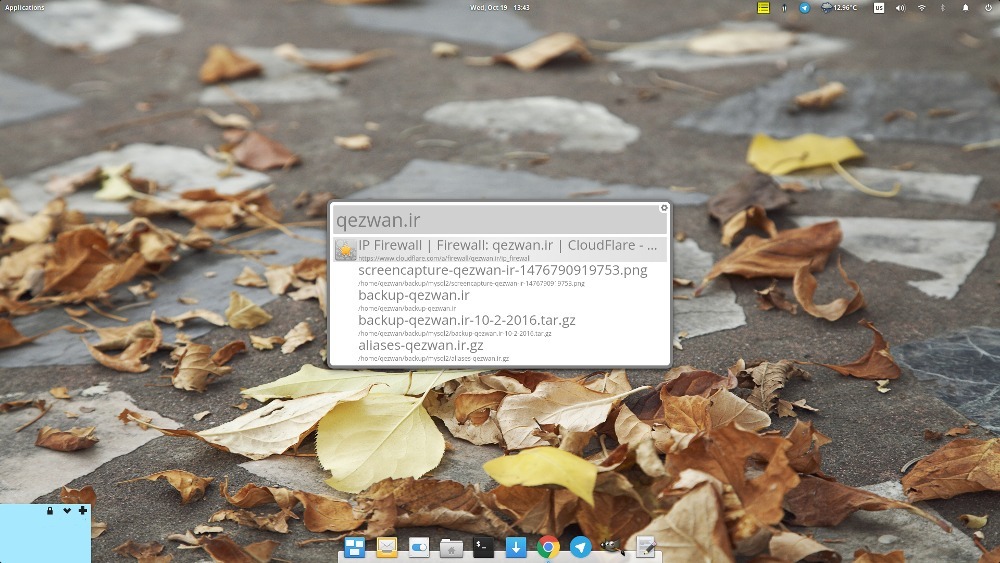 Applications
Wed, Oct 19 13:43
12.96°C
us
qezwan.ir
IP Firewall | Firewall: qezwan.ir | CloudFlare - ...
https://www.cloudflare.com/a/firewall/qezwan.ir/ip_firewall
screencapture-qezwan-ir-1476790919753.png
/home/qezwan/backup/mysol2/screencapture-qezwan-ir-1476790919753.png
backup-qezwan.ir
/home/qezwan/backup/backup-qezwan.ir
backup-qezwan.ir-10-2-2016.tar.gz
/home/qezwan/backup/mysol2/backup-qezwan.ir-10-2-2016.tar.gz
aliases-qezwan.ir.gz
/home/qezwan/backup/mysol2/aliases-qezwan.ir.gz